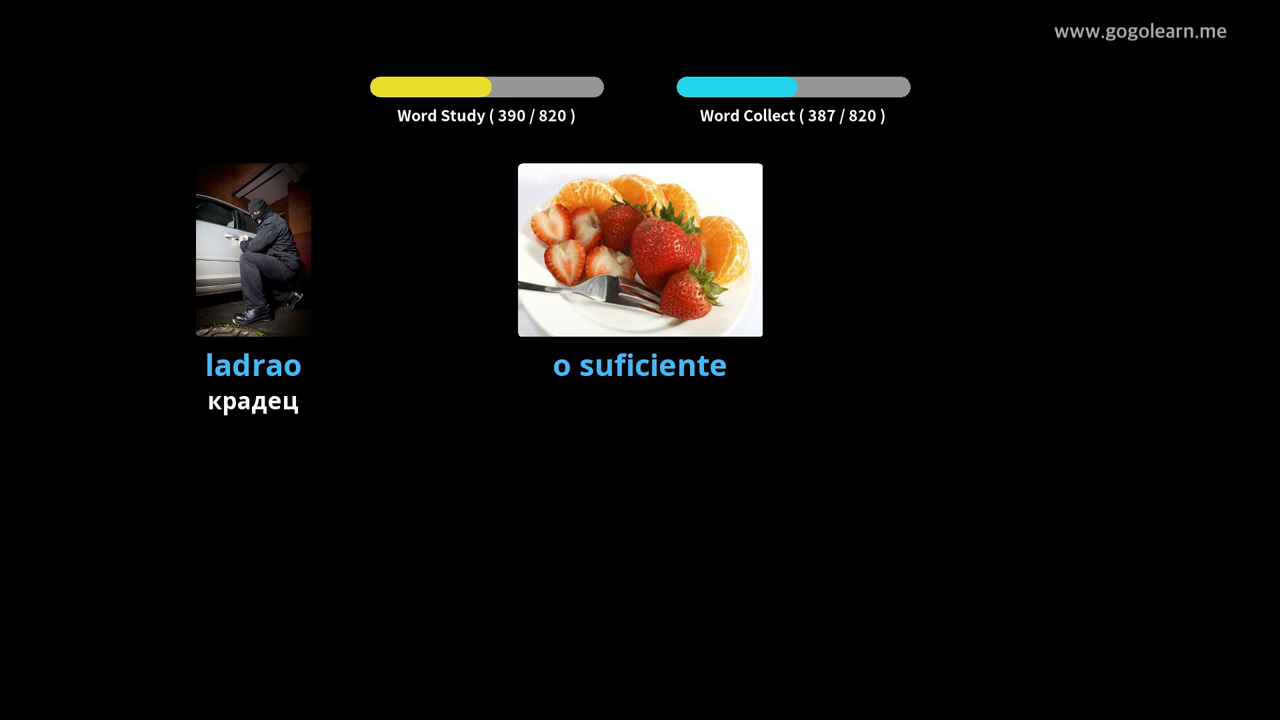 www.gogolearn.me
Word Study ( 390 / 820 )
Word Collect ( 387 / 820 )
ladrao
крадец
o suficiente